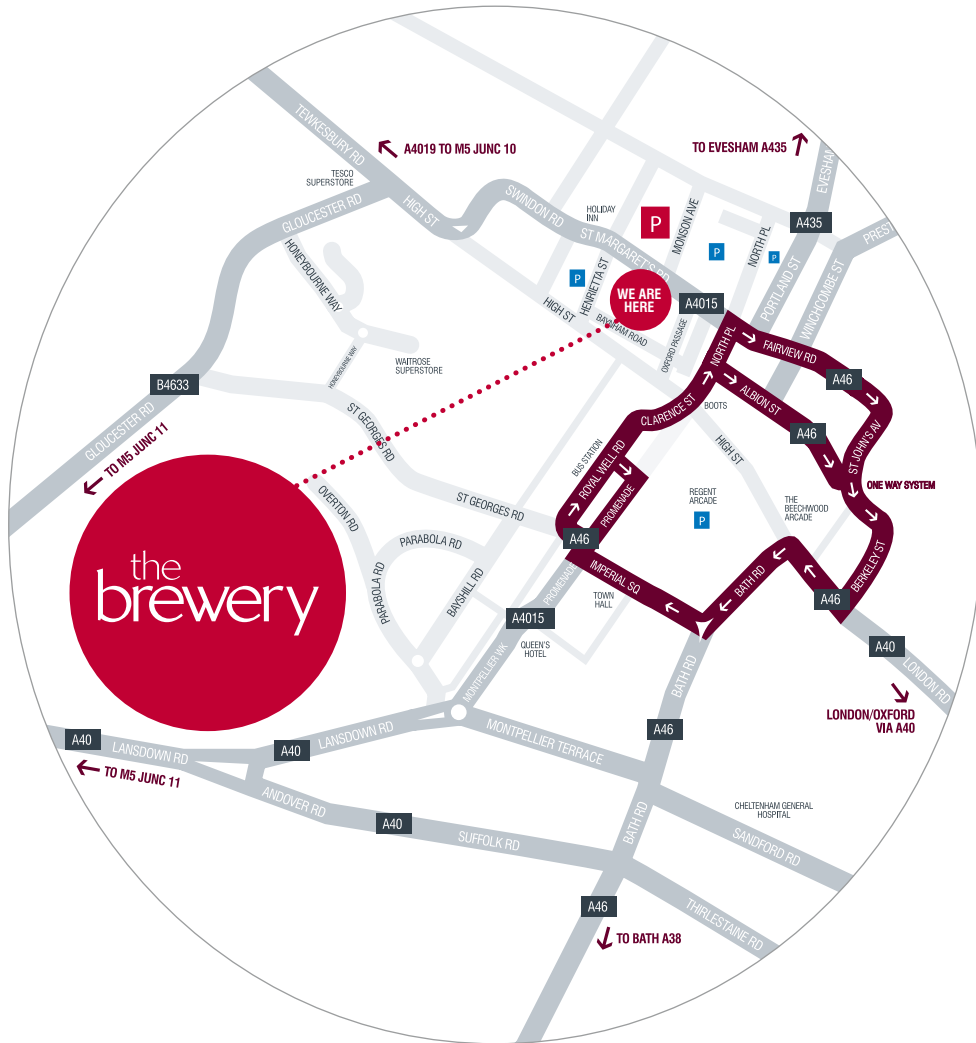 TEWKESBURY RD
A4019 TO M5 JUNC 10
TO EVESHAM A435
EVESHAM
TESCO
SUPERSTORE
GLOUCESTER RD
HIGH ST
SWINDON RD
HOLIDAY
INN
P
MONSON AVE
A435
PREST
ST MARGARET'S RD
P
NORTH PL
P
PORTLAND ST
WINCHCOMBE ST
HONEYBOURNE WAY
P
HENRIETTA ST
WE ARE
HERE
A4015
HIGH ST
BAYNHAM ROAD
OXFORD PASSAGE
NORTH PL
FAIRVIEW RD
HONEYBOURNE WAY
WAITROSE
SUPERSTORE
B4633
A46
ALBION ST
BOOTS
CLARENCE ST
GLOUCESTER RD
TO M5 JUNC 11
ST GEORGES RD
A46
HIGH ST
ST JOHN'S AV
BUS STATION
ROYAL WELL RD
PROMENADE
ONE WAY SYSTEM
OVERTON RD
ST GEORGES RD
REGENT
ARCADE
P
THE
BEECHWOOD
ARCADE
PARABOLA RD
A46
the
brewery
PARABOLA RD
BAYSHILL RD
PROMENADE
IMPERIAL SQ
BATH RD
BERKELEY ST
TOWN
HALL
A46
A4015
QUEEN'S
HOTEL
MONTPELLIER WK
BATH RD
A40
LONDON RD
LONDON/OXFORD
VIA A40
A40
LANSDOWN RD
A40
LANSDOWN RD
MONTPELLIER TERRACE
A46
TO M5 JUNC 11
ANDOVER RD
A40
SUFFOLK RD
BATH RD
CHELTENHAM GENERAL
HOSPITAL
SANDFORD RD
A46
THIRLESTAINE RD
TO BATH A38